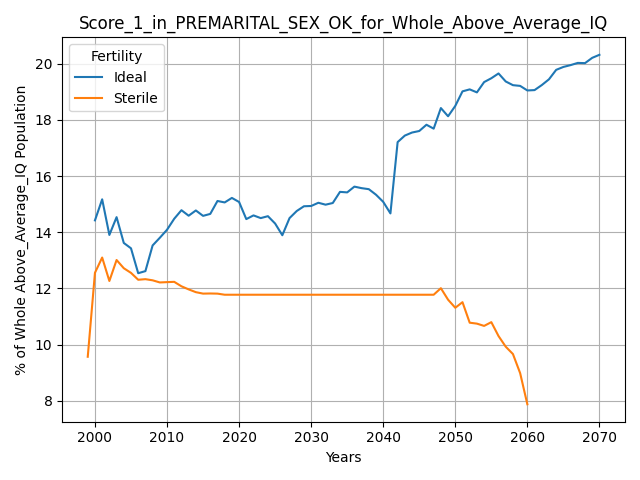 Score_1_in_PREMARITAL_SEX_OK_for_Whole_Above_Average_IQ
Fertility
Ideal
Sterile
% of Whole Above_Average_IQ Population
20
18
16
14
12
10
8
2000 2010 2020 2030 2040 2050 2060 2070
Years